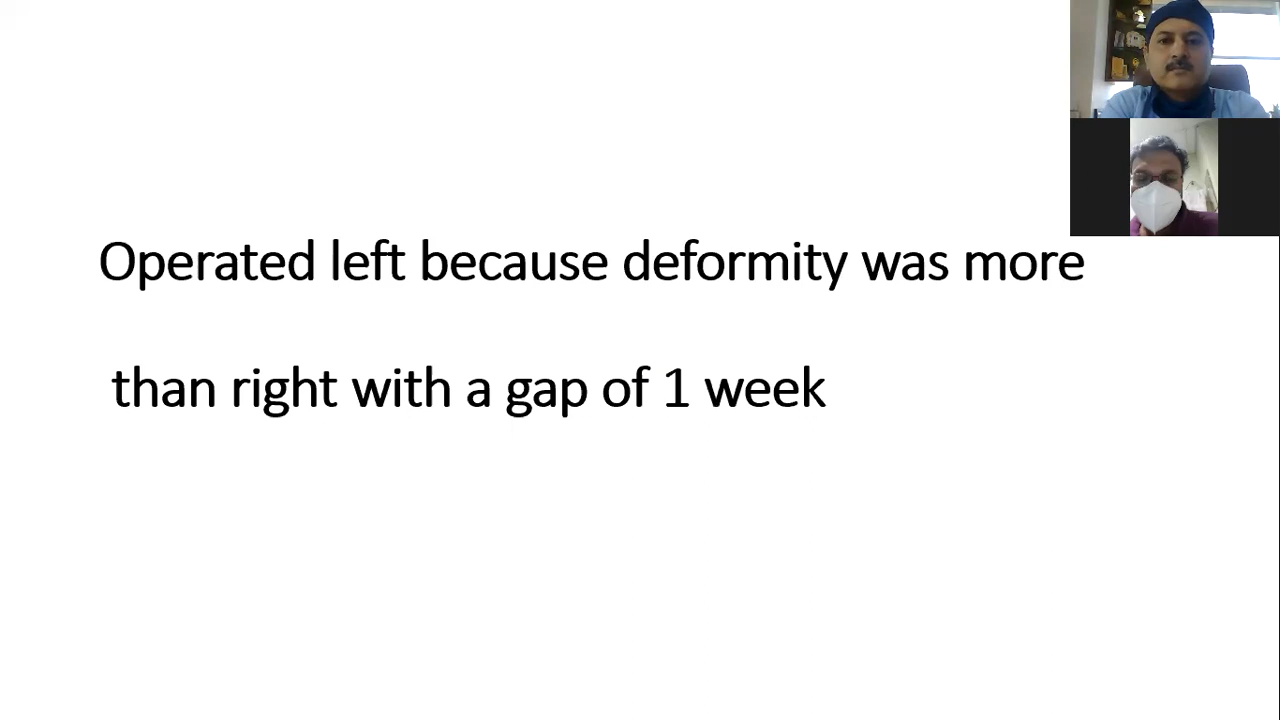 Operated left because deformity was more
than right with a gap of 1 week